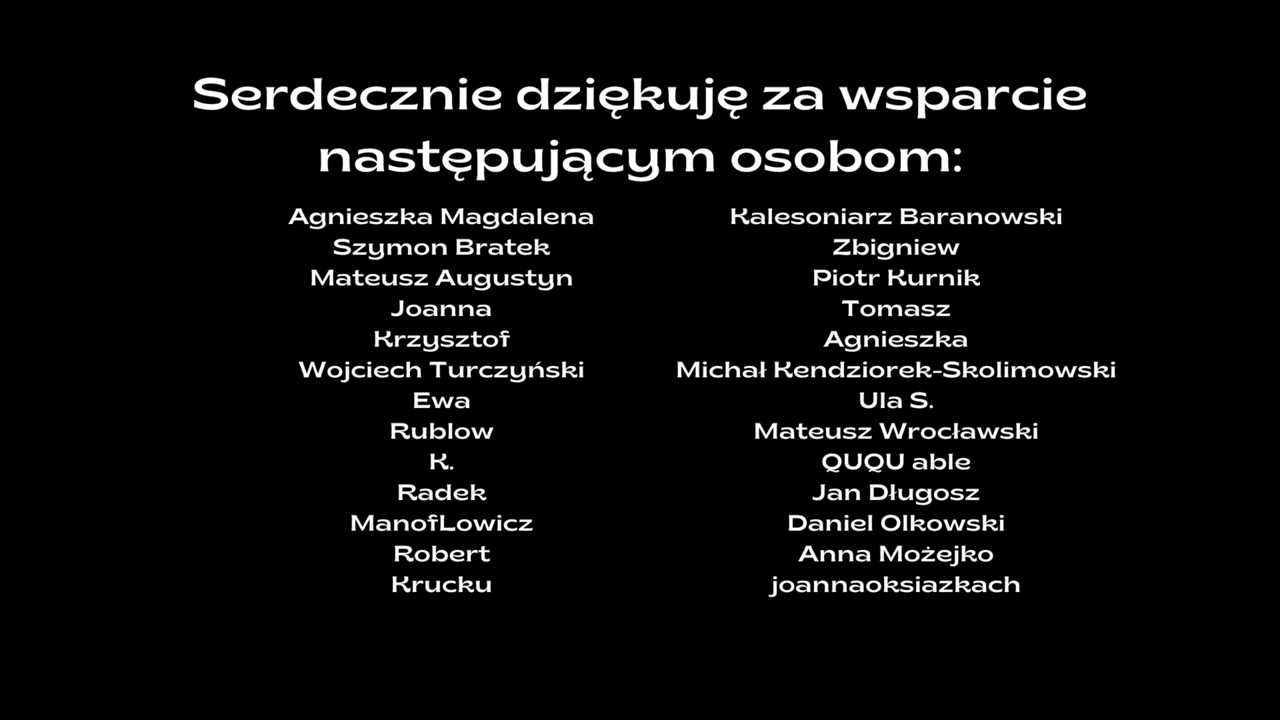 Serdecznie dziękuję za wsparcie
następującym osobom:
Agnieszka Magdalena
Szymon Bratek
Mateusz Augustyn
Joanna
Krzysztof
Wojciech Turczyński
Ewa
Rublow
K.
Radek
ManofLowicz
Robert
Krucku
Kalesoniarz Baranowski
Zbigniew
Piotr Kurnik
Tomasz
Agnieszka
Michał Kendziorek-Skolimowski
Ula S.
Mateusz Wrocławski
QUQU able
Jan Długosz
Daniel Olkowski
Anna Możejko
joannaoksiazkach